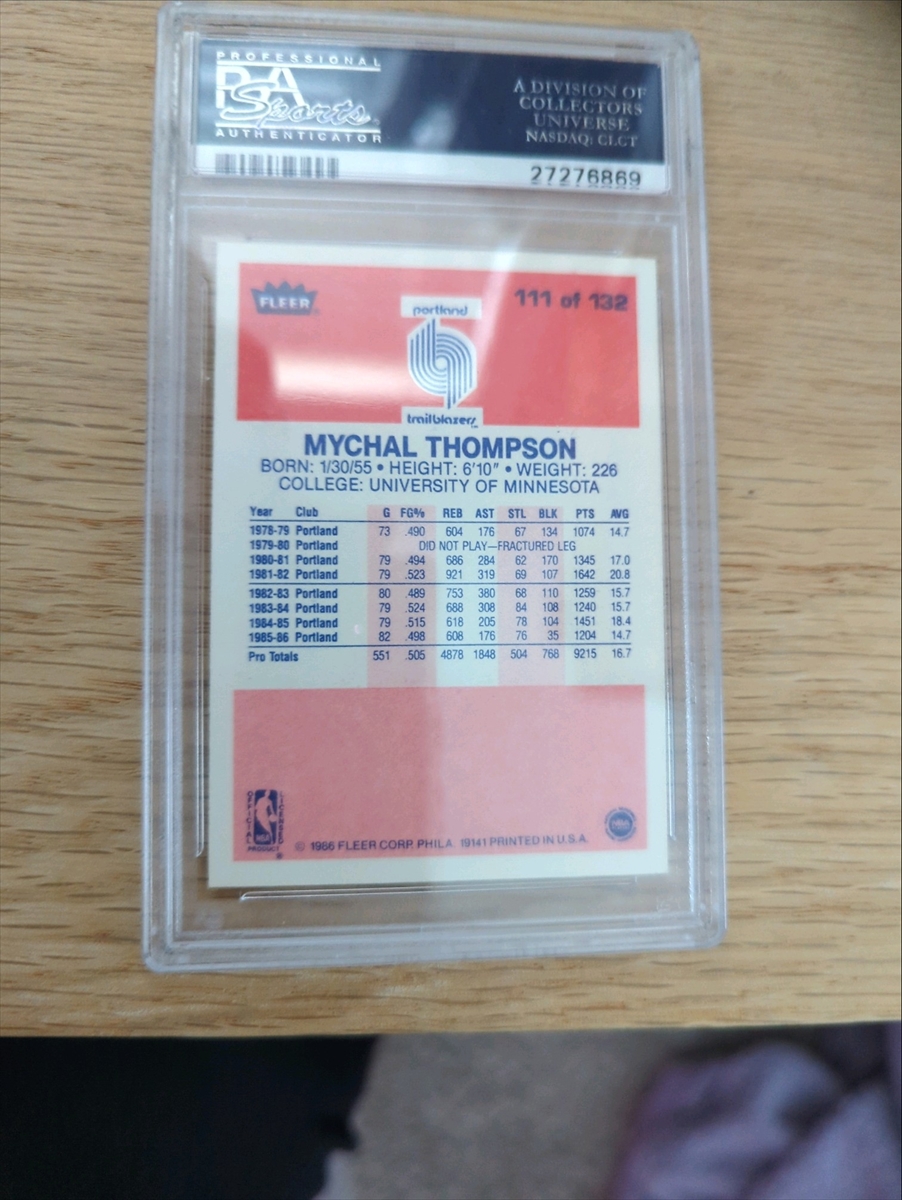 PROFESSIONAL
PSA
Sports
AUTHENTICATOR
A DIVISION OF
COLLECTORS
UNIVERSE
NASDAQ: CLCT
27276869
FLEER
portland
trailblazers
111 of 132
MYCHAL THOMPSON
BORN: 1/30/55 • HEIGHT: 6'10" • WEIGHT: 226
COLLEGE: UNIVERSITY OF MINNESOTA
Year Club G FG% REB AST STL BLK PTS AVG
1978-79 Portland 73 .490 604 176 67 134 1074 14.7
1979-80 Portland DID NOT PLAY—FRACTURED LEG
1980-81 Portland 79 .494 686 284 62 170 1345 17.0
1981-82 Portland 79 .523 921 319 69 107 1642 20.8
1982-83 Portland 80 .489 753 380 68 110 1259 15.7
1983-84 Portland 79 .524 688 308 84 108 1240 15.7
1984-85 Portland 79 .515 618 205 78 104 1451 18.4
1985-86 Portland 82 .498 608 176 76 35 1204 14.7
Pro Totals 551 .505 4878 1848 504 768 9215 16.7
OFFICIAL
LICENSED
NBA
PRODUCT
© 1986 FLEER CORP. PHILA. 19141 PRINTED IN U.S.A.